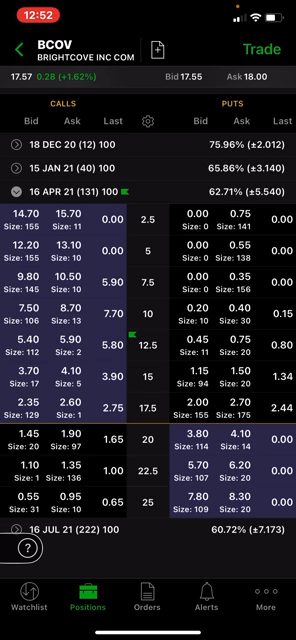 12:52
BCOV
BRIGHTCOVE INC COM
Trade
17.57 0.28 (+1.62%) Bid 17.55 Ask 18.00
CALLS PUTS
Bid Ask Last Bid Ask Last
18 DEC 20 (12) 100 75.96% (±2.012)
15 JAN 21 (40) 100 65.86% (±3.140)
16 APR 21 (131) 100 62.71% (±5.540)
14.70 15.70 0.00 2.5 0.00 0.75 0.00
Size: 155 Size: 11 Size: 0 Size: 141
12.20 13.10 0.00 5 0.00 0.55 0.00
Size: 155 Size: 10 Size: 0 Size: 138
9.80 10.50 5.90 7.5 0.00 0.35 0.00
Size: 145 Size: 10 Size: 0 Size: 156
7.50 8.70 7.70 10 0.20 0.40 0.15
Size: 106 Size: 13 Size: 10 Size: 30
5.40 5.90 5.80 12.5 0.45 0.75 0.80
Size: 112 Size: 2 Size: 11 Size: 20
3.70 4.10 3.90 15 1.15 1.50 1.34
Size: 17 Size: 5 Size: 94 Size: 20
2.35 2.60 2.75 17.5 2.00 2.70 2.44
Size: 129 Size: 1 Size: 155 Size: 175
1.45 1.90 1.65 20 3.80 4.10 0.00
Size: 20 Size: 97 Size: 114 Size: 14
1.10 1.35 1.00 22.5 5.70 6.20 0.00
Size: 1 Size: 136 Size: 107 Size: 20
0.55 0.95 0.65 25 7.80 8.30 0.00
Size: 31 Size: 10 Size: 109 Size: 20
16 JUL 21 (222) 100 60.72% (±7.173)
?
Watchlist Positions Orders Alerts More